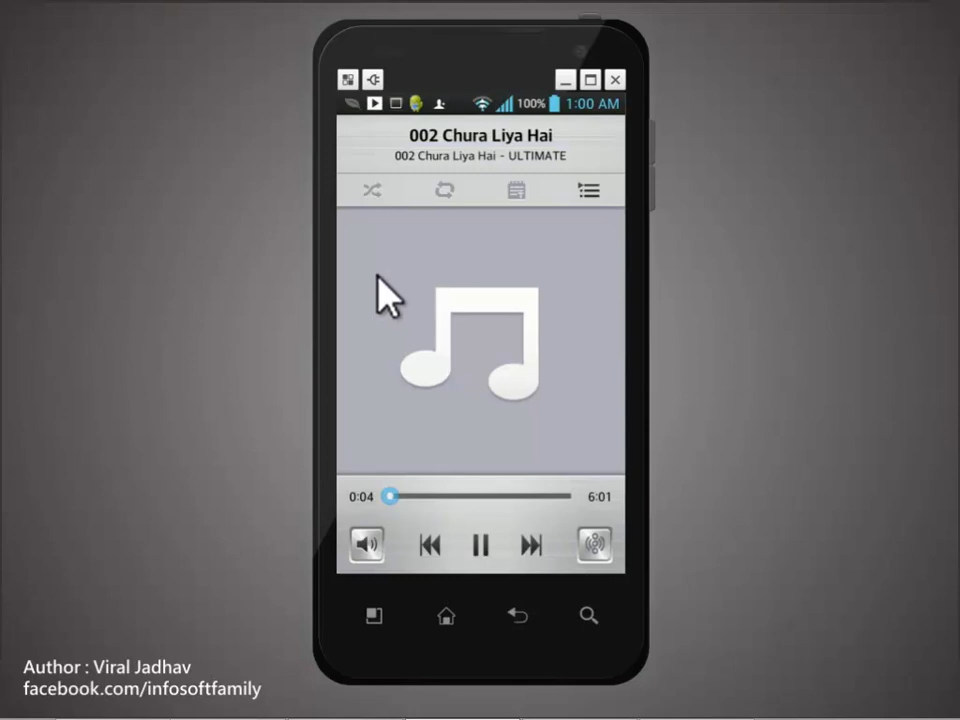 100% 1:00 AM
002 Chura Liya Hai
002 Chura Liya Hai - ULTIMATE
0:04 6:01
Author : Viral Jadhav
facebook.com/infosoftfamily